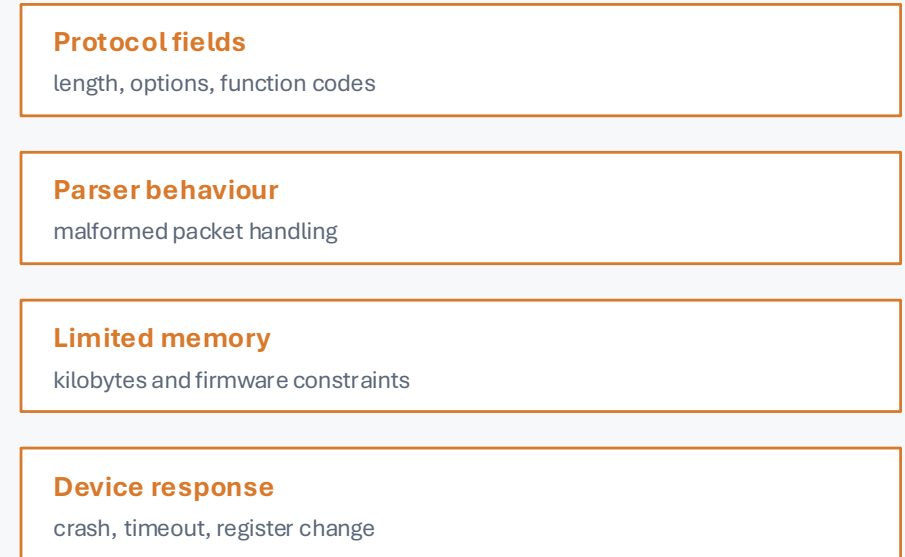 Protocol fields
length, options, function codes
Parser behaviour
malformed packet handling
Limited memory
kilobytes and firmware constraints
Device response
crash, timeout, register change